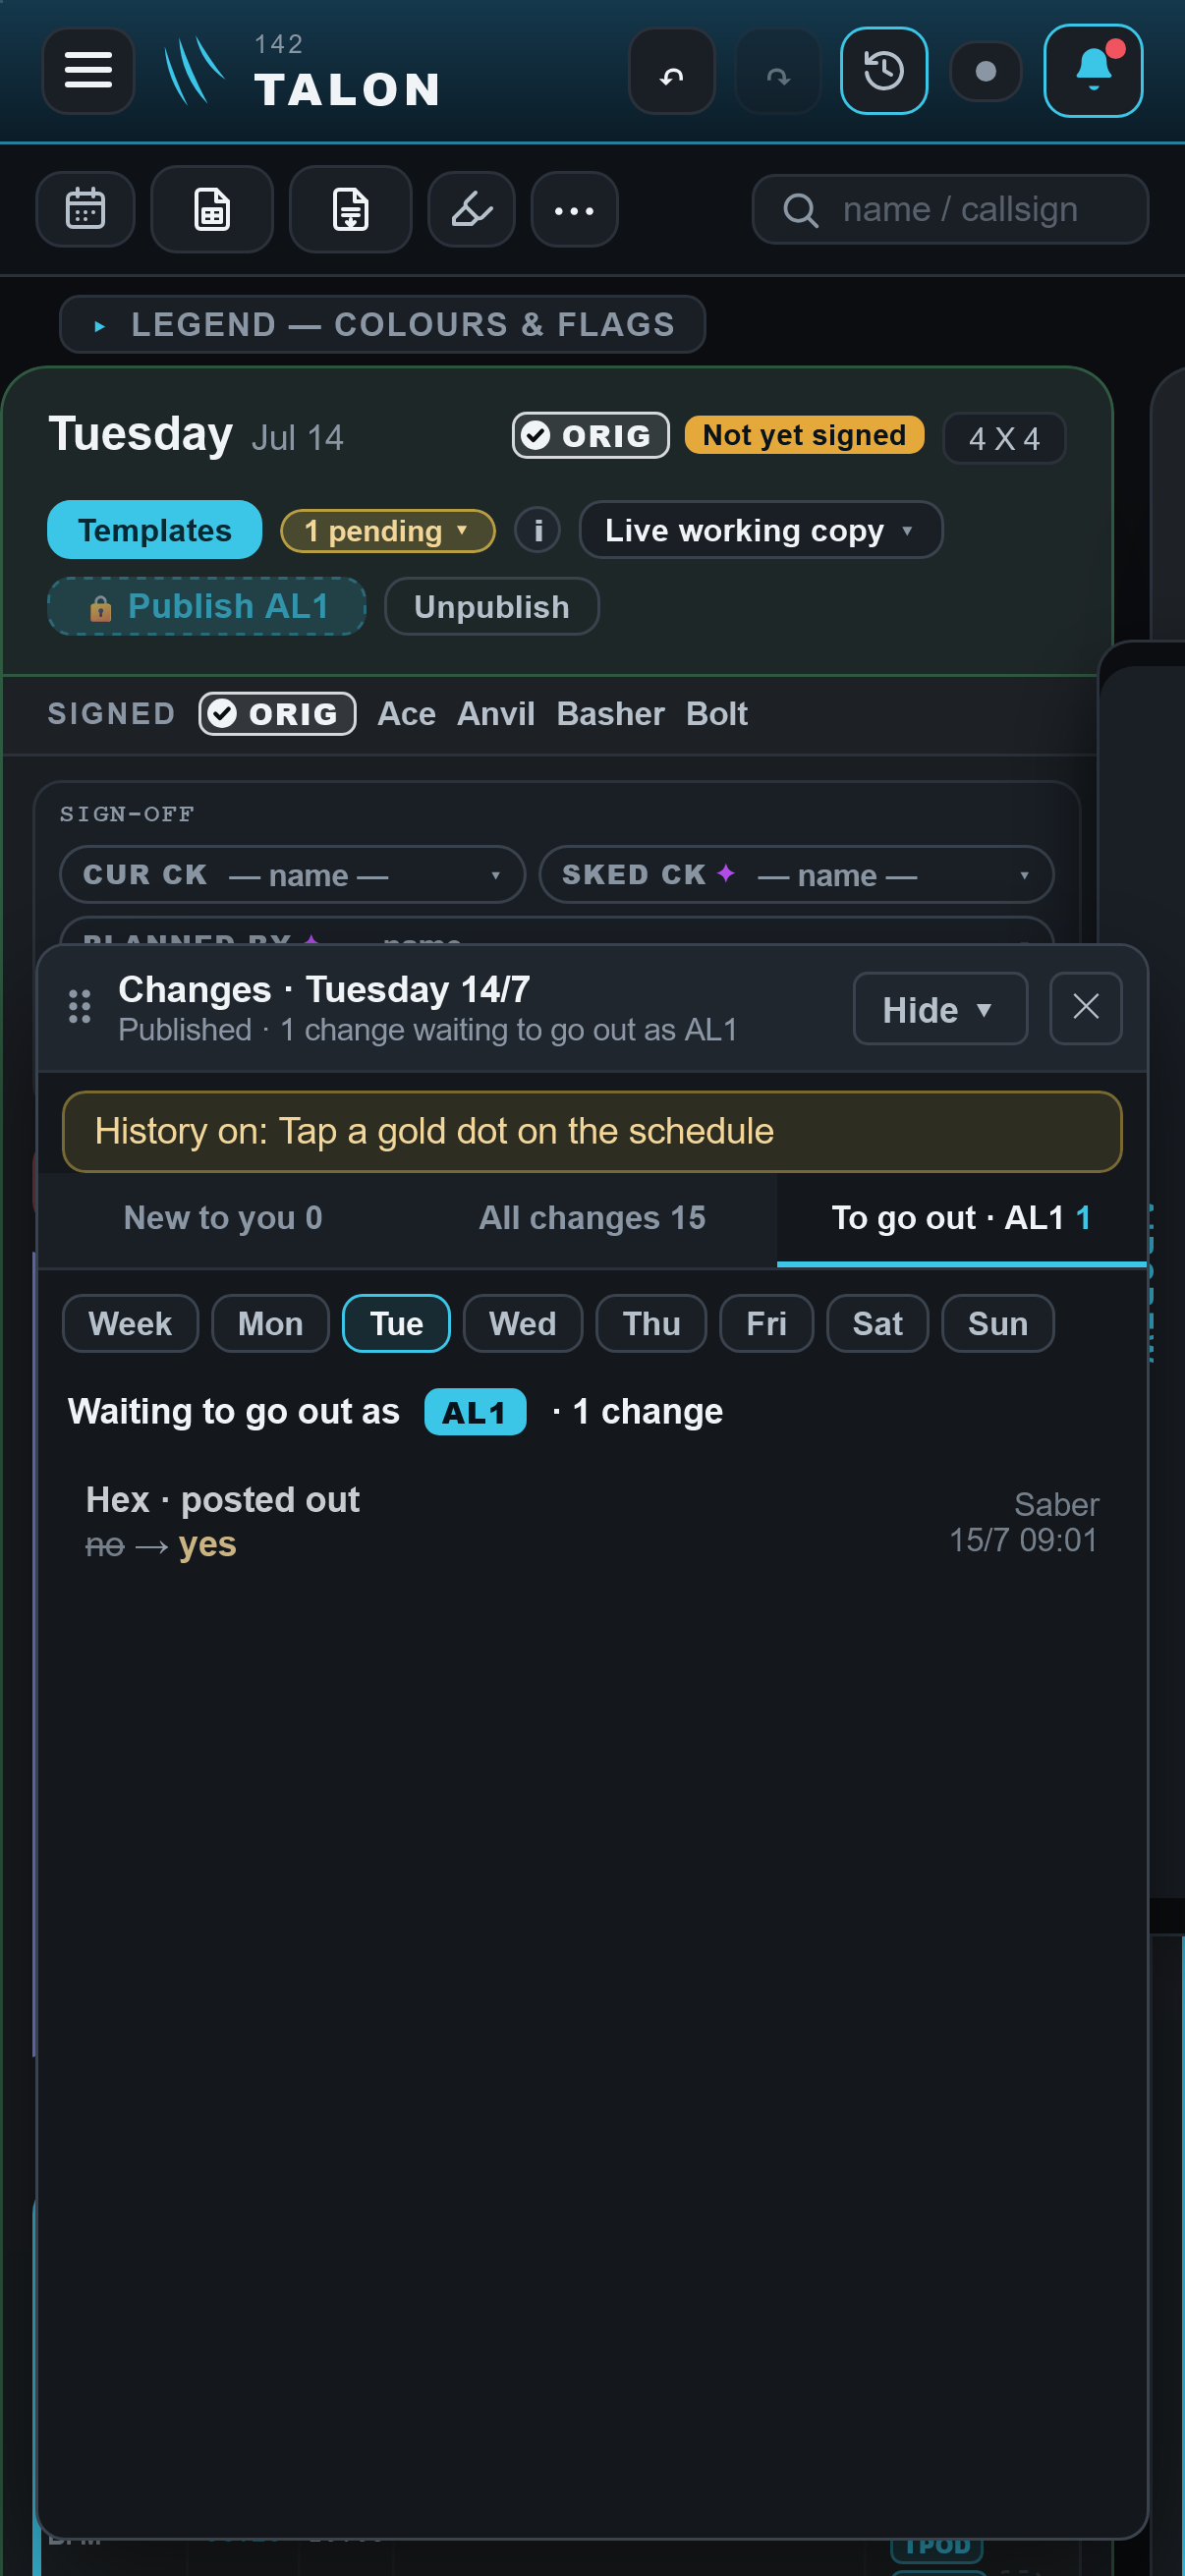 142
TALON
name / callsign
▸ LEGEND — COLOURS & FLAGS
Tuesday Jul 14 ORIG Not yet signed 4 X 4
Templates 1 pending ▾ i Live working copy ▾
Publish AL1 Unpublish
SIGNED ORIG Ace Anvil Basher Bolt
SIGN-OFF
CUR CK — name — ▾ SKED CK ✦ — name — ▾
PLANNED BY ✦ — name —
Changes · Tuesday 14/7
Published · 1 change waiting to go out as AL1
Hide ▾
History on: Tap a gold dot on the schedule
New to you 0 All changes 15 To go out · AL1 1
Week Mon Tue Wed Thu Fri Sat Sun
Waiting to go out as AL1 · 1 change
Hex · posted out
no → yes
Saber
15/7 09:01
TPOD